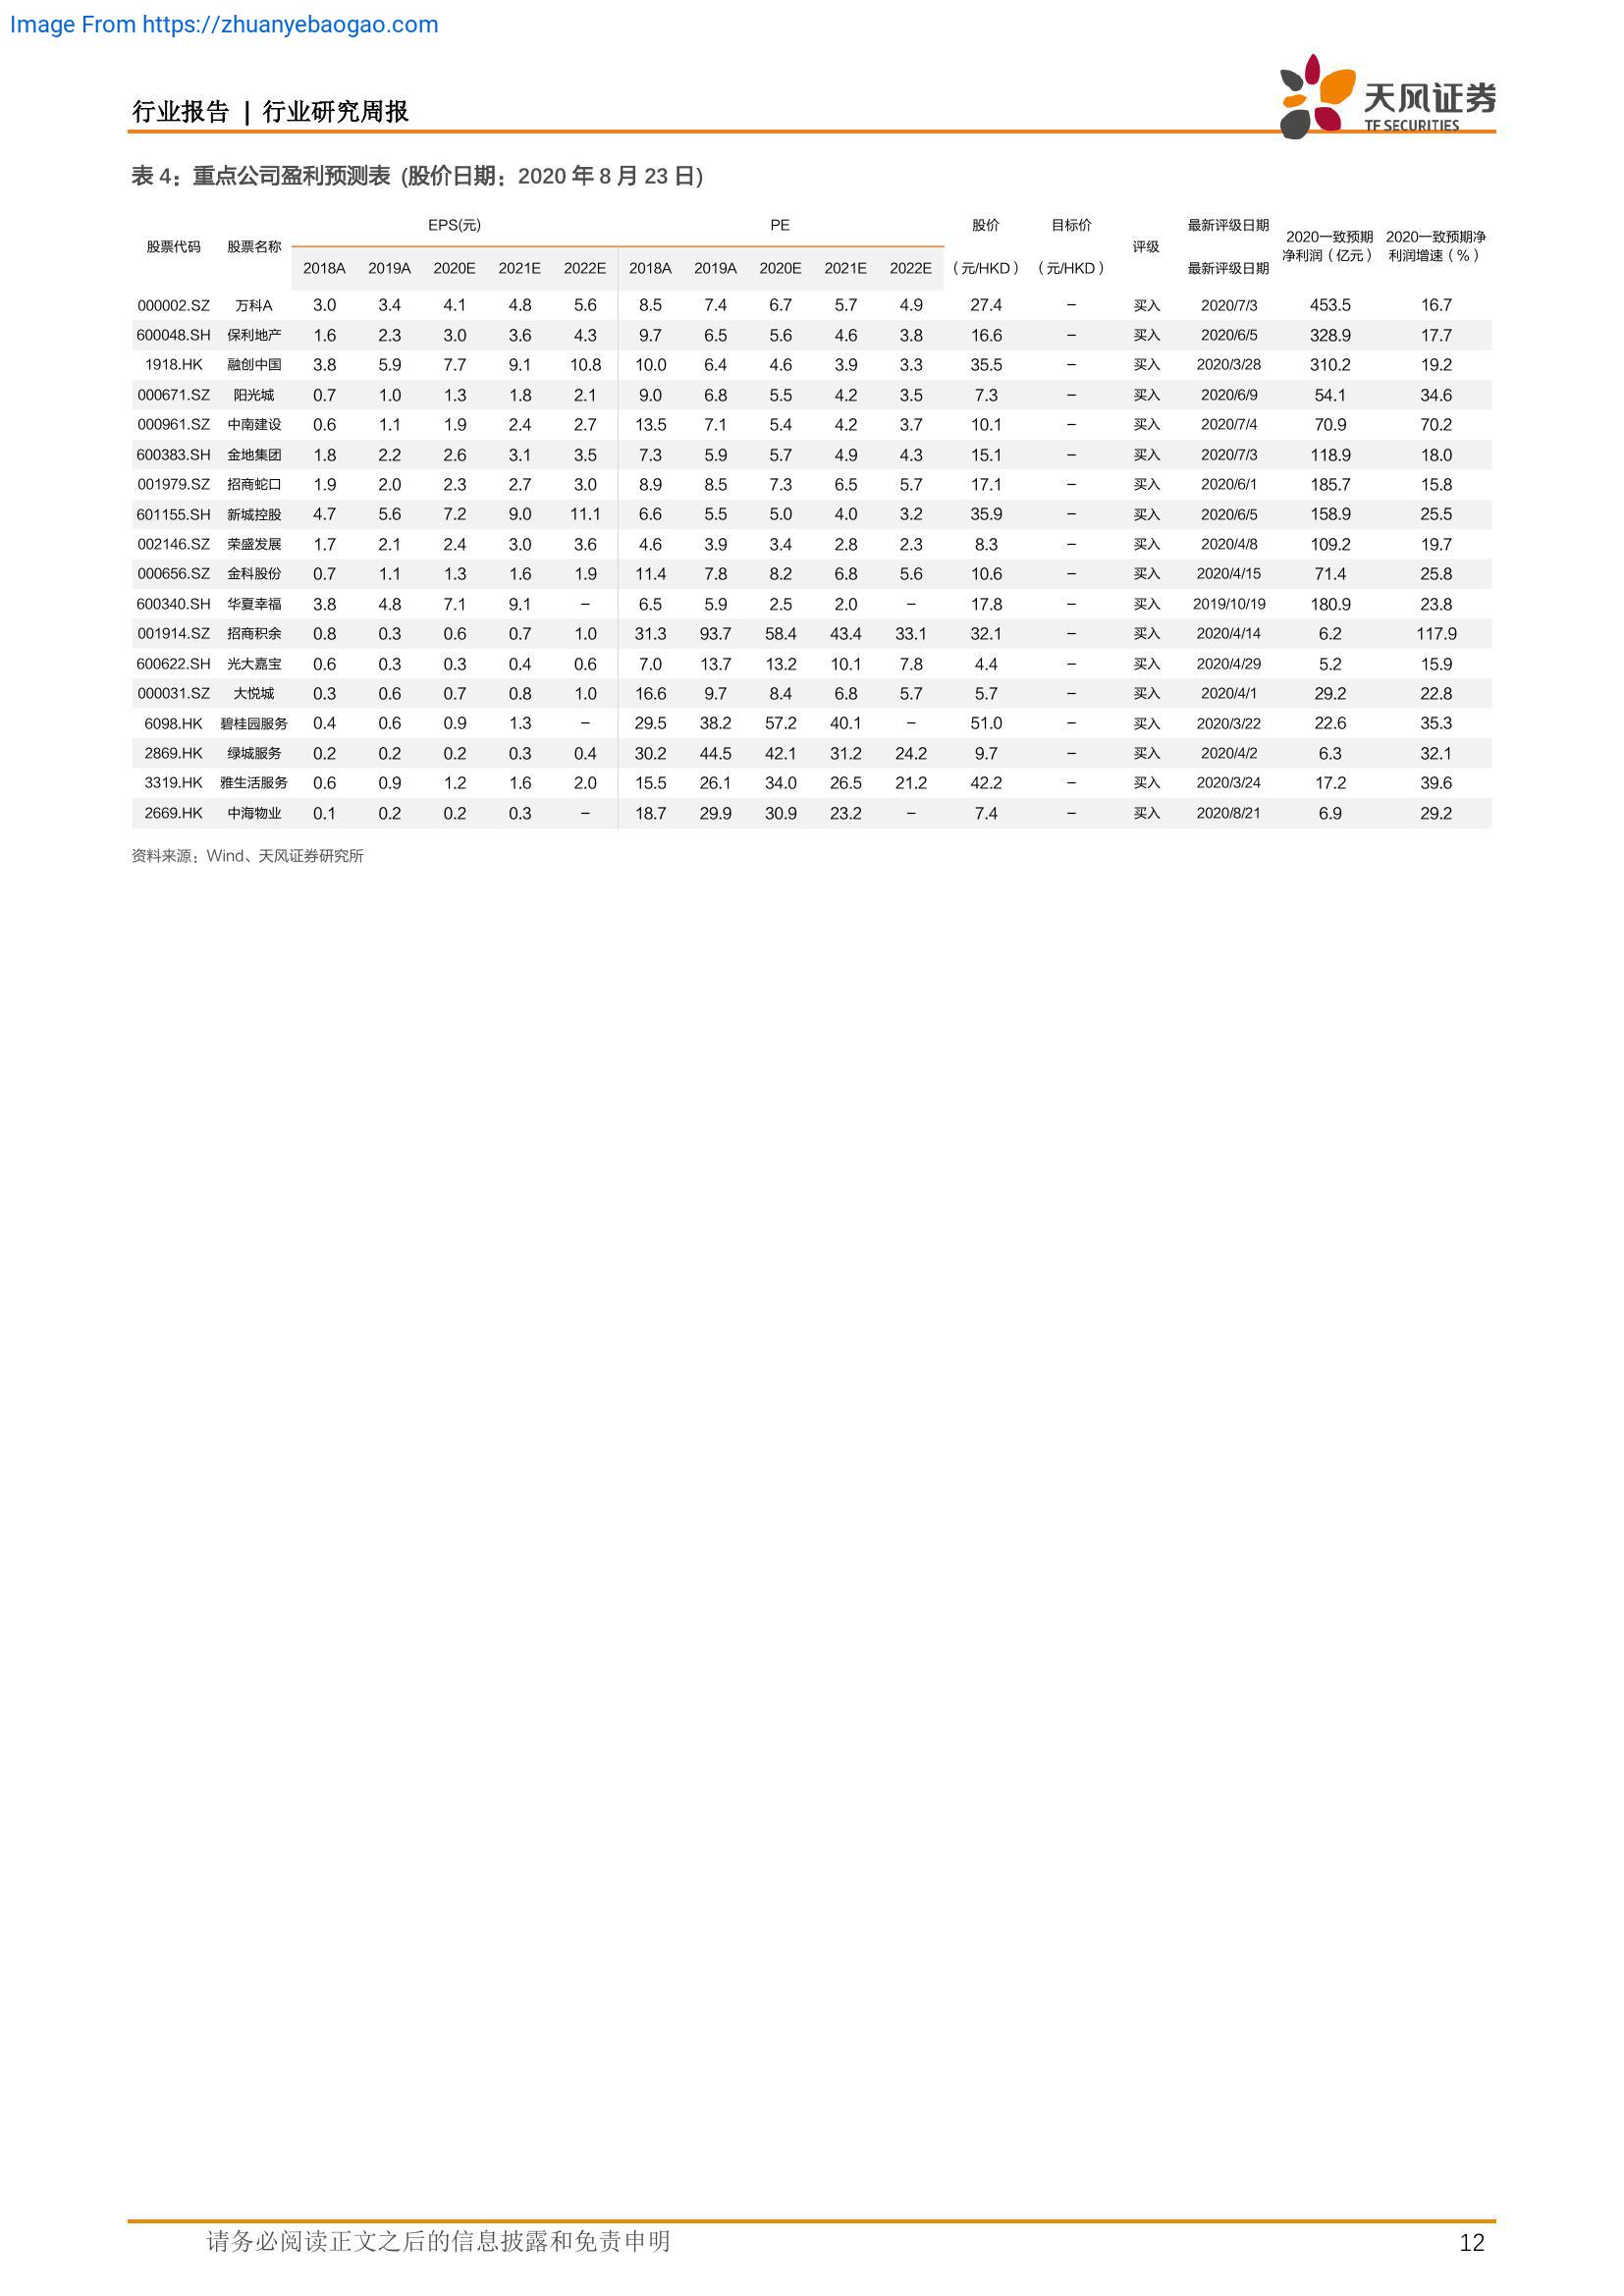 Image From https://zhuanyebaogao.com
行业报告 | 行业研究周报
天风证券
TF SECURITIES
表 4：重点公司盈利预测表 (股价日期：2020 年 8 月 23 日)
股票代码 股票名称 EPS(元) PE 股价 目标价 评级 最新评级日期 2020一致预期净利润（亿元） 2020一致预期净利润增速（%）
2018A 2019A 2020E 2021E 2022E 2018A 2019A 2020E 2021E 2022E （元/HKD） （元/HKD） 最新评级日期
000002.SZ 万科A 3.0 3.4 4.1 4.8 5.6 8.5 7.4 6.7 5.7 4.9 27.4 – 买入 2020/7/3 453.5 16.7
600048.SH 保利地产 1.6 2.3 3.0 3.6 4.3 9.7 6.5 5.6 4.6 3.8 16.6 – 买入 2020/6/5 328.9 17.7
1918.HK 融创中国 3.8 5.9 7.7 9.1 10.8 10.0 6.4 4.6 3.9 3.3 35.5 – 买入 2020/3/28 310.2 19.2
000671.SZ 阳光城 0.7 1.0 1.3 1.8 2.1 9.0 6.8 5.5 4.2 3.5 7.3 – 买入 2020/6/9 54.1 34.6
000961.SZ 中南建设 0.6 1.1 1.9 2.4 2.7 13.5 7.1 5.4 4.2 3.7 10.1 – 买入 2020/7/4 70.9 70.2
600383.SH 金地集团 1.8 2.2 2.6 3.1 3.5 7.3 5.9 5.7 4.9 4.3 15.1 – 买入 2020/7/3 118.9 18.0
001979.SZ 招商蛇口 1.9 2.0 2.3 2.7 3.0 8.9 8.5 7.3 6.5 5.7 17.1 – 买入 2020/6/1 185.7 15.8
601155.SH 新城控股 4.7 5.6 7.2 9.0 11.1 6.6 5.5 5.0 4.0 3.2 35.9 – 买入 2020/6/5 158.9 25.5
002146.SZ 荣盛发展 1.7 2.1 2.4 3.0 3.6 4.6 3.9 3.4 2.8 2.3 8.3 – 买入 2020/4/8 109.2 19.7
000656.SZ 金科股份 0.7 1.1 1.3 1.6 1.9 11.4 7.8 8.2 6.8 5.6 10.6 – 买入 2020/4/15 71.4 25.8
600340.SH 华夏幸福 3.8 4.8 7.1 9.1 – 6.5 5.9 2.5 2.0 – 17.8 – 买入 2019/10/19 180.9 23.8
001914.SZ 招商积余 0.8 0.3 0.6 0.7 1.0 31.3 93.7 58.4 43.4 33.1 32.1 – 买入 2020/4/14 6.2 117.9
600622.SH 光大嘉宝 0.6 0.3 0.3 0.4 0.6 7.0 13.7 13.2 10.1 7.8 4.4 – 买入 2020/4/29 5.2 15.9
000031.SZ 大悦城 0.3 0.6 0.7 0.8 1.0 16.6 9.7 8.4 6.8 5.7 5.7 – 买入 2020/4/1 29.2 22.8
6098.HK 碧桂园服务 0.4 0.6 0.9 1.3 – 29.5 38.2 57.2 40.1 – 51.0 – 买入 2020/3/22 22.6 35.3
2869.HK 绿城服务 0.2 0.2 0.2 0.3 0.4 30.2 44.5 42.1 31.2 24.2 9.7 – 买入 2020/4/2 6.3 32.1
3319.HK 雅生活服务 0.6 0.9 1.2 1.6 2.0 15.5 26.1 34.0 26.5 21.2 42.2 – 买入 2020/3/24 17.2 39.6
2669.HK 中海物业 0.1 0.2 0.2 0.3 – 18.7 29.9 30.9 23.2 – 7.4 – 买入 2020/8/21 6.9 29.2
资料来源：Wind、天风证券研究所
请务必阅读正文之后的信息披露和免责申明 12